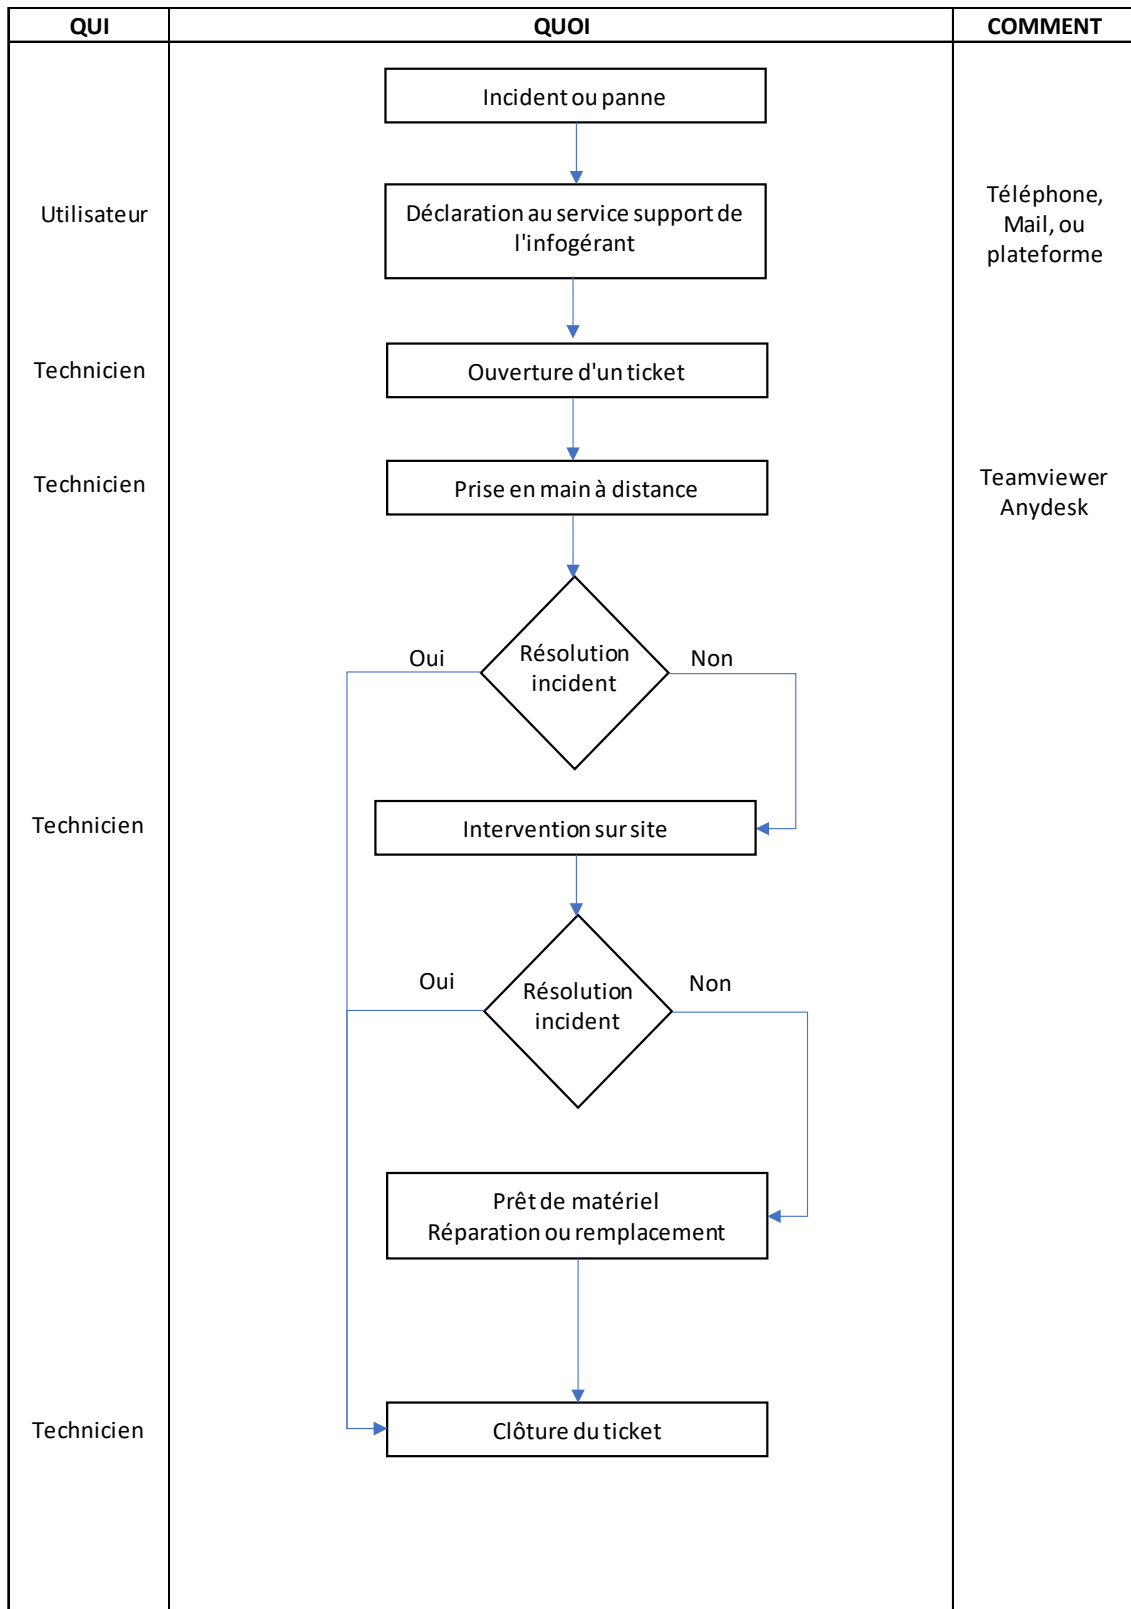 QUI
QUOI
COMMENT
Incident ou panne
Utilisateur
Déclaration au service support de
l'infogérant
Téléphone,
Mail, ou
plateforme
Technicien
Ouverture d'un ticket
Technicien
Prise en main à distance
Teamviewer
Anydesk
Oui
Résolution
incident
Non
Technicien
Intervention sur site
Oui
Résolution
incident
Non
Prêt de matériel
Réparation ou remplacement
Technicien
Clôture du ticket